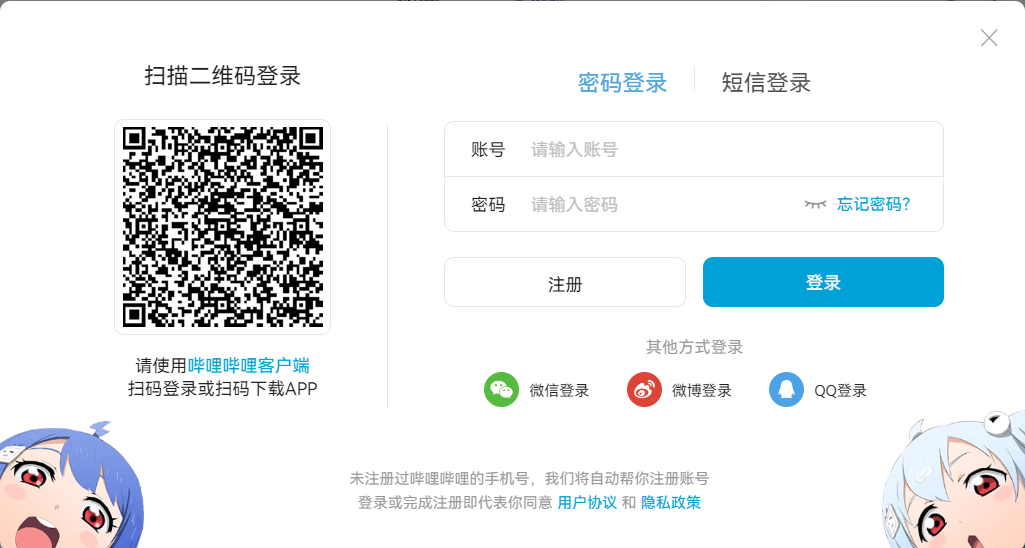 扫描二维码登录
请使用哔哩哔哩客户端
扫码登录或扫码下载APP
密码登录
短信登录
账号 请输入账号
密码 请输入密码 忘记密码?
注册
登录
其他方式登录
微信登录
微博登录
QQ登录
未注册过哔哩哔哩的手机号，我们将自动帮你注册账号
登录或完成注册即代表你同意 用户协议 和 隐私政策